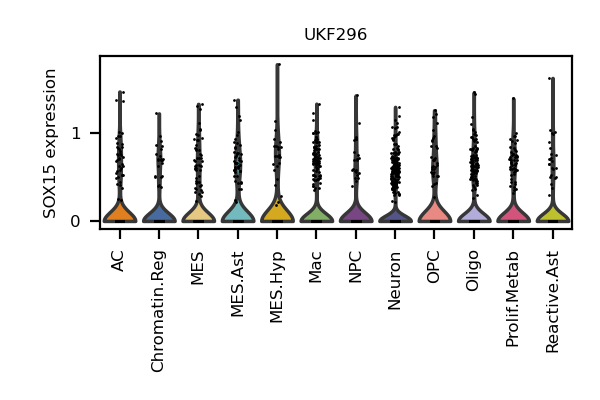 UKF296
SOX15 expression
1
0
AC
Chromatin.Reg
MES
MES.Ast
MES.Hyp
Mac
NPC
Neuron
OPC
Oligo
Prolif.Metab
Reactive.Ast